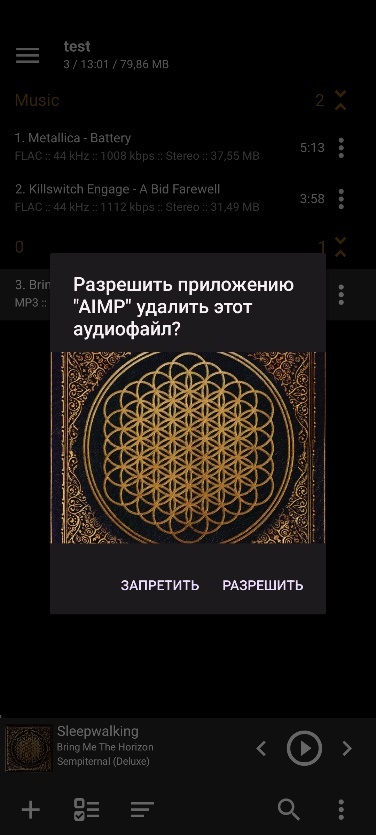 test
3 / 13:01 / 79,86 MB
Music 2
1. Metallica - Battery
FLAC :: 44 kHz :: 1008 kbps :: Stereo :: 37,55 MB
5:13
2. Killswitch Engage - A Bid Farewell
FLAC :: 44 kHz :: 1112 kbps :: Stereo :: 31,49 MB
3:58
0 1
3. Brin
MP3 ::
Разрешить приложению
"AIMP" удалить этот
аудиофайл?
ЗАПРЕТИТЬ РАЗРЕШИТЬ
Sleepwalking
Bring Me The Horizon
Sempiternal (Deluxe)